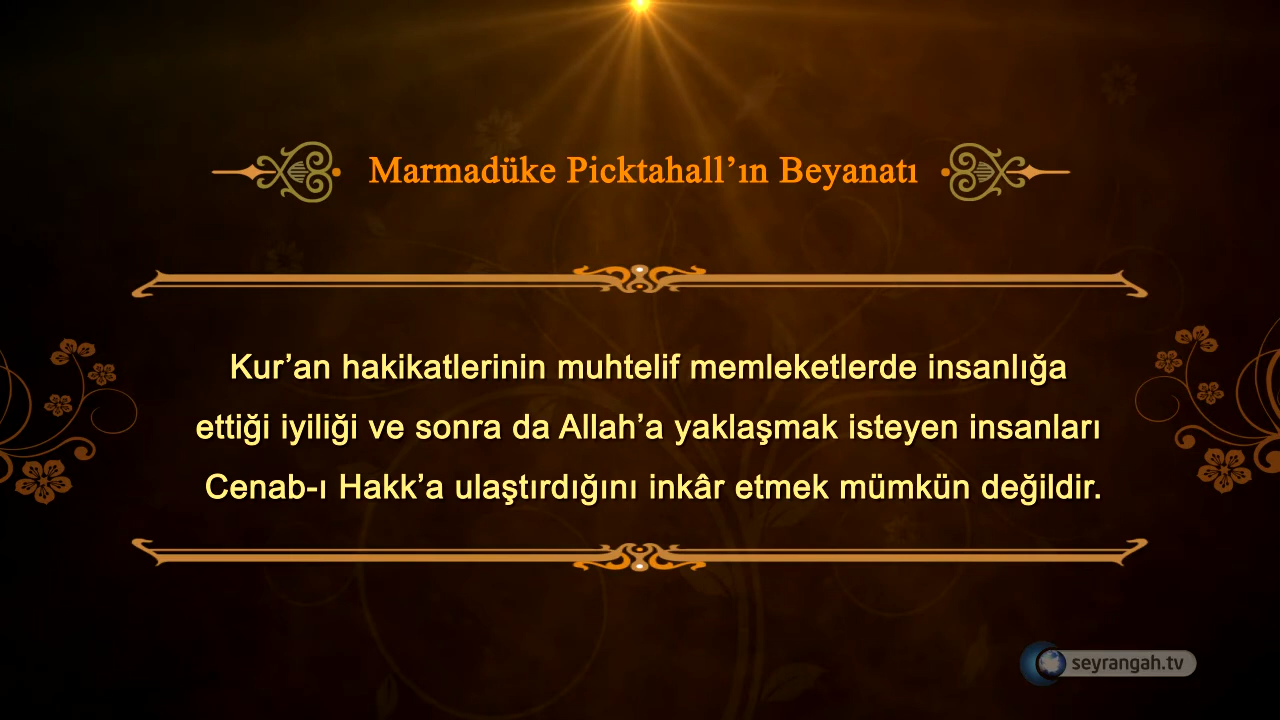 Marmadüke Picktahall’ın Beyanatı
Kur’an hakikatlerinin muhtelif memleketlerde insanlığa
ettiği iyiliği ve sonra da Allah’a yaklaşmak isteyen insanları
Cenab-ı Hakk’a ulaştırdığını inkâr etmek mümkün değildir.
seyrangah.tv